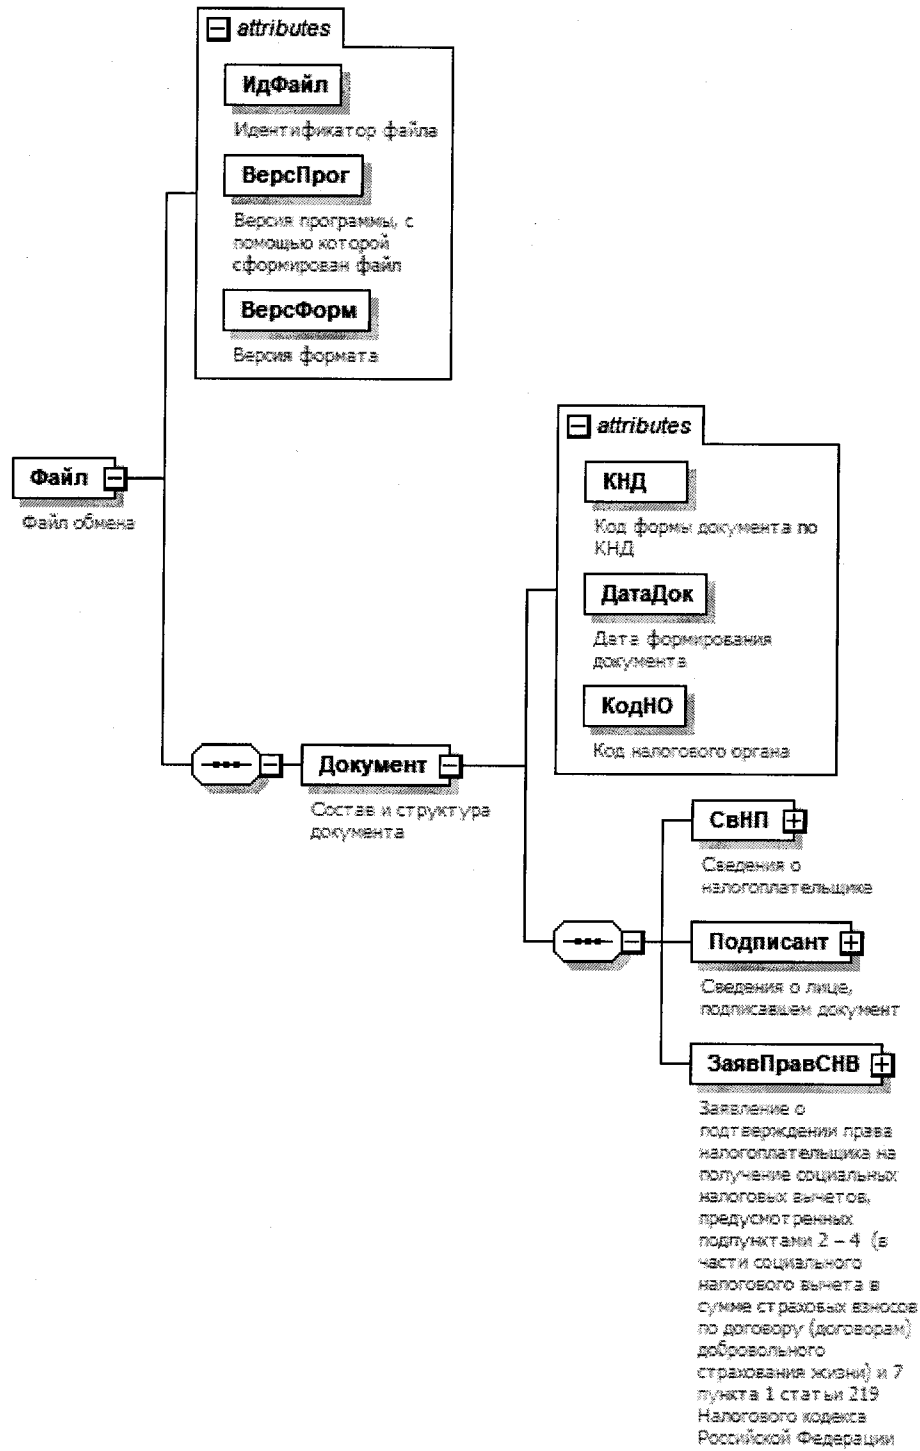 attributes
ИдФайл
Идентификатор файла
ВерсПрог
Версия программы, с
помощью которой
сформирован файл
ВерсФорм
Версия формата
Файл
Файл обмена
attributes
КНД
Код формы документа по
КНД
ДатаДок
Дата формирования
документа
КодНО
Код налогового органа
Документ
Состав и структура
документа
СвНП
Сведения о
налогоплательщике
Подписант
Сведения о лице,
подписавшем документ
ЗаявПравСНВ
Заявление о
подтверждении права
налогоплательщика на
получение социальных
налоговых вычетов,
предусмотренных
подпунктами 2 – 4 (в
части социального
налогового вычета в
сумме страховых взносов
по договору (договорам)
добровольного
страхования жизни) и 7
пункта 1 статьи 219
Налогового кодекса
Российской Федерации